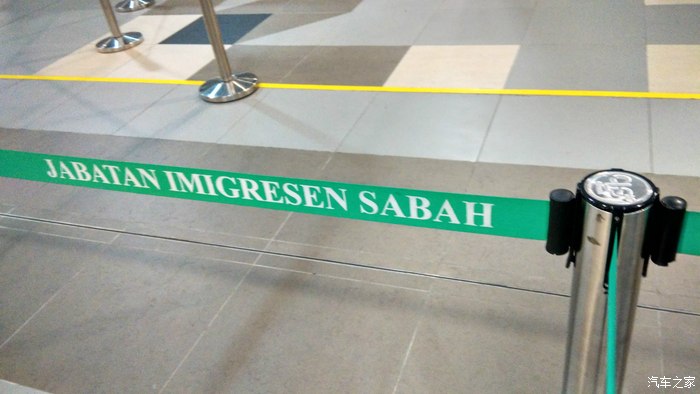 JABATAN IMIGRESEN SABAH
汽车之家